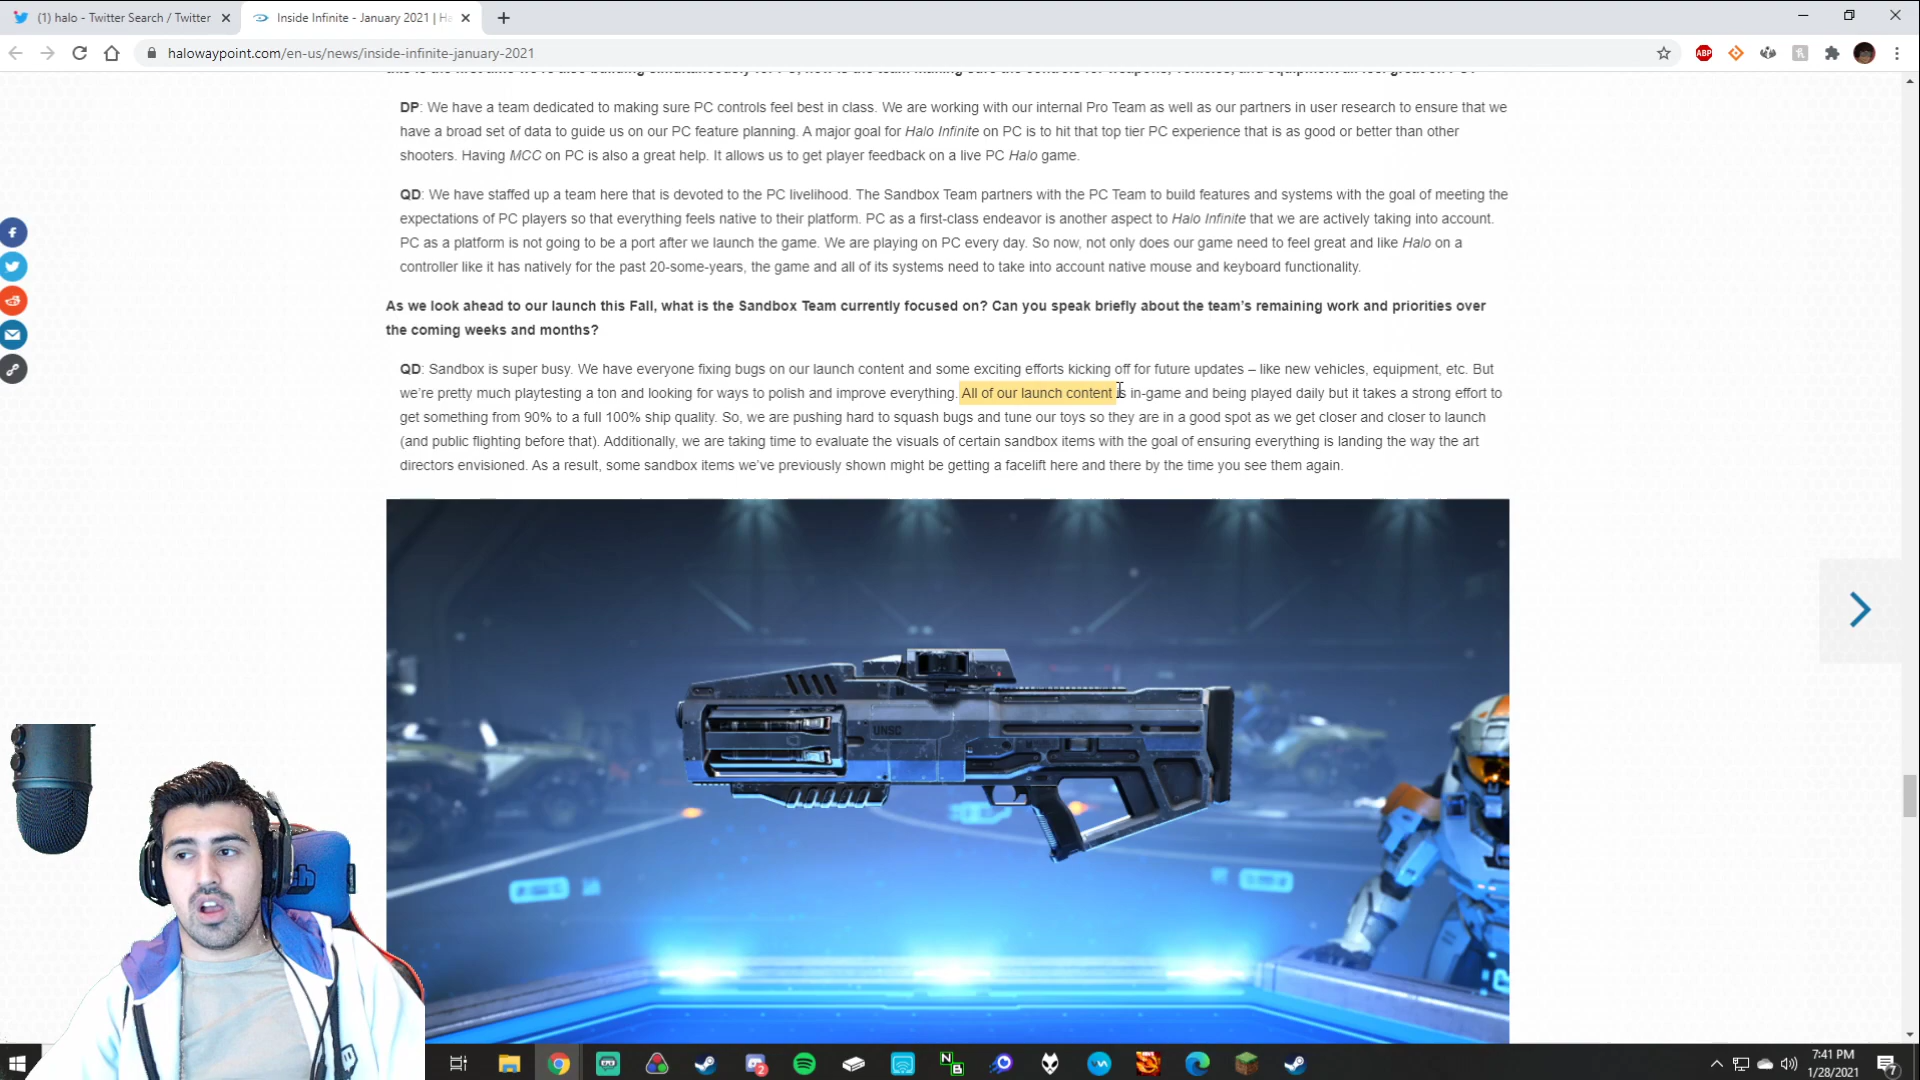 (1) halo - Twitter Search / Twitter
Inside Infinite - January 2021 | Ha
halowaypoint.com/en-us/news/inside-infinite-january-2021
ABP
DP: We have a team dedicated to making sure PC controls feel best in class. We are working with our internal Pro Team as well as our partners in user research to ensure that we
have a broad set of data to guide us on our PC feature planning. A major goal for Halo Infinite on PC is to hit that top tier PC experience that is as good or better than other
shooters. Having MCC on PC is also a great help. It allows us to get player feedback on a live PC Halo game.
QD: We have staffed up a team here that is devoted to the PC livelihood. The Sandbox Team partners with the PC Team to build features and systems with the goal of meeting the
expectations of PC players so that everything feels native to their platform. PC as a first-class endeavor is another aspect to Halo Infinite that we are actively taking into account.
PC as a platform is not going to be a port after we launch the game. We are playing on PC every day. So now, not only does our game need to feel great and like Halo on a
controller like it has natively for the past 20-some-years, the game and all of its systems need to take into account native mouse and keyboard functionality.
As we look ahead to our launch this Fall, what is the Sandbox Team currently focused on? Can you speak briefly about the team's remaining work and priorities over
the coming weeks and months?
QD: Sandbox is super busy. We have everyone fixing bugs on our launch content and some exciting efforts kicking off for future updates – like new vehicles, equipment, etc. But
we're pretty much playtesting a ton and looking for ways to polish and improve everything. All of our launch content is in-game and being played daily but it takes a strong effort to
get something from 90% to a full 100% ship quality. So, we are pushing hard to squash bugs and tune our toys so they are in a good spot as we get closer and closer to launch
(and public flighting before that). Additionally, we are taking time to evaluate the visuals of certain sandbox items with the goal of ensuring everything is landing the way the art
directors envisioned. As a result, some sandbox items we've previously shown might be getting a facelift here and there by the time you see them again.
UNSC
7:41 PM
1/28/2021